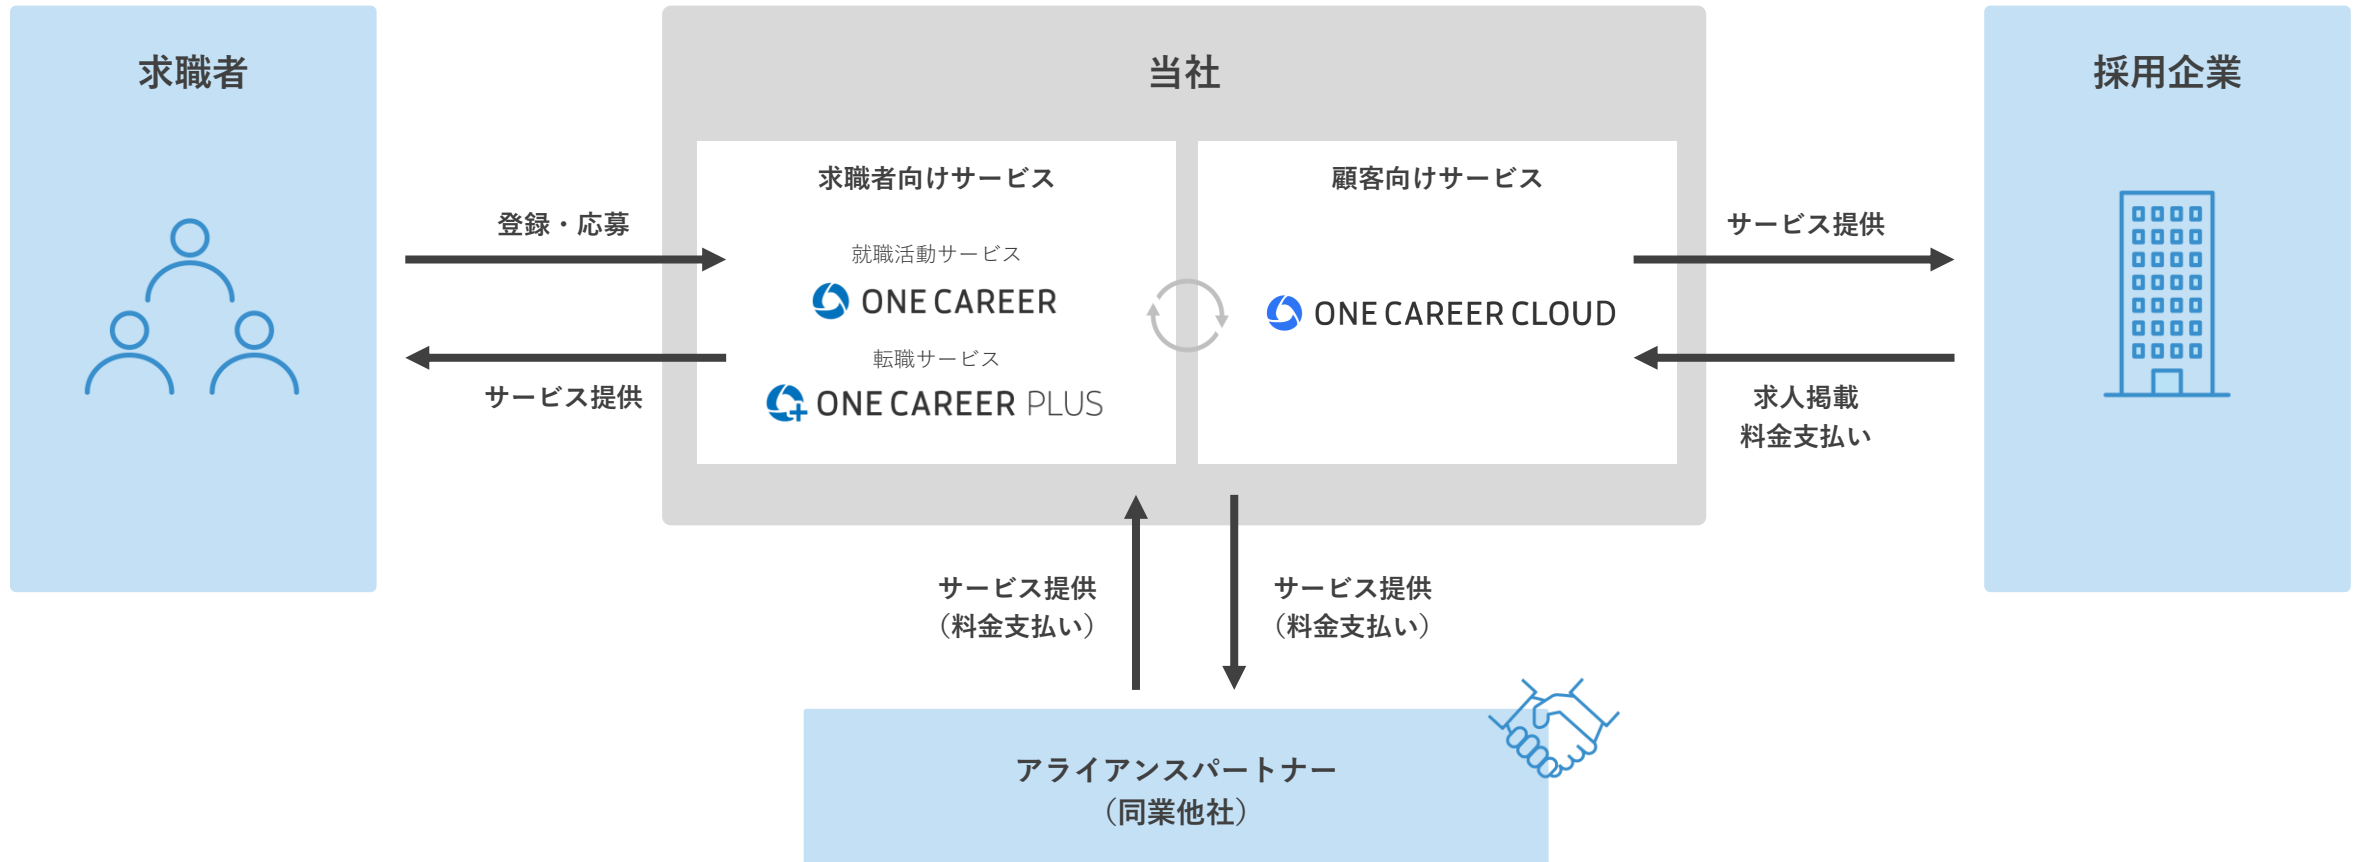 求職者
登録・応募
サービス提供
当社
求職者向けサービス
就職活動サービス
ONE CAREER
転職サービス
ONE CAREER PLUS
顧客向けサービス
ONE CAREER CLOUD
サービス提供
求人掲載
料金支払い
採用企業
サービス提供
（料金支払い）
サービス提供
（料金支払い）
アライアンスパートナー
（同業他社）